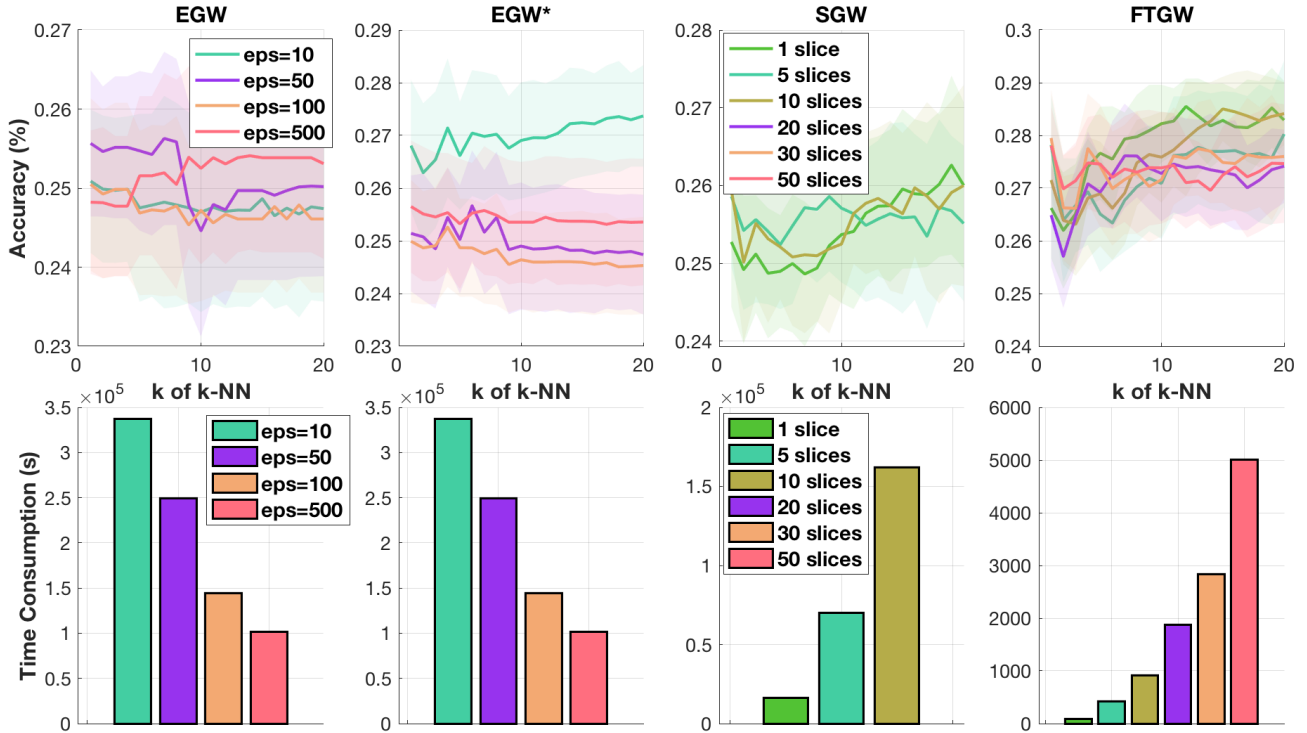 EGW
EGW*
SGW
FTGW
Accuracy (%)
0.27
0.26
0.25
0.24
0.23
eps=10
eps=50
eps=100
eps=500
0
10
20
k of k-NN
0.29
0.28
0.27
0.26
0.25
0.24
0.23
0
10
20
k of k-NN
0.28
0.27
0.26
0.25
0.24
1 slice
5 slices
10 slices
20 slices
30 slices
50 slices
0
10
20
k of k-NN
0.3
0.29
0.28
0.27
0.26
0.25
0.24
0
10
20
k of k-NN
Time Consumption (s)
×10⁵
3.5
3
2.5
2
1.5
1
0.5
0
eps=10
eps=50
eps=100
eps=500
×10⁵
3.5
3
2.5
2
1.5
1
0.5
0
×10⁵
2
1.5
1
0.5
0
1 slice
5 slices
10 slices
20 slices
30 slices
50 slices
6000
5000
4000
3000
2000
1000
0